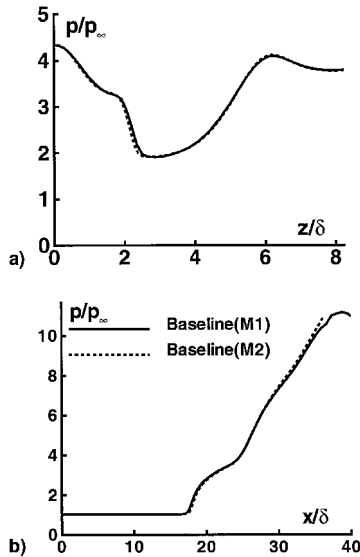 5
p/p∞
4
3
2
1
0
0 2 4 6 8
z/δ
a)
p/p∞
10
8
6
4
2
0
Baseline(M1)
Baseline(M2)
x/δ
b)
0 10 20 30 40